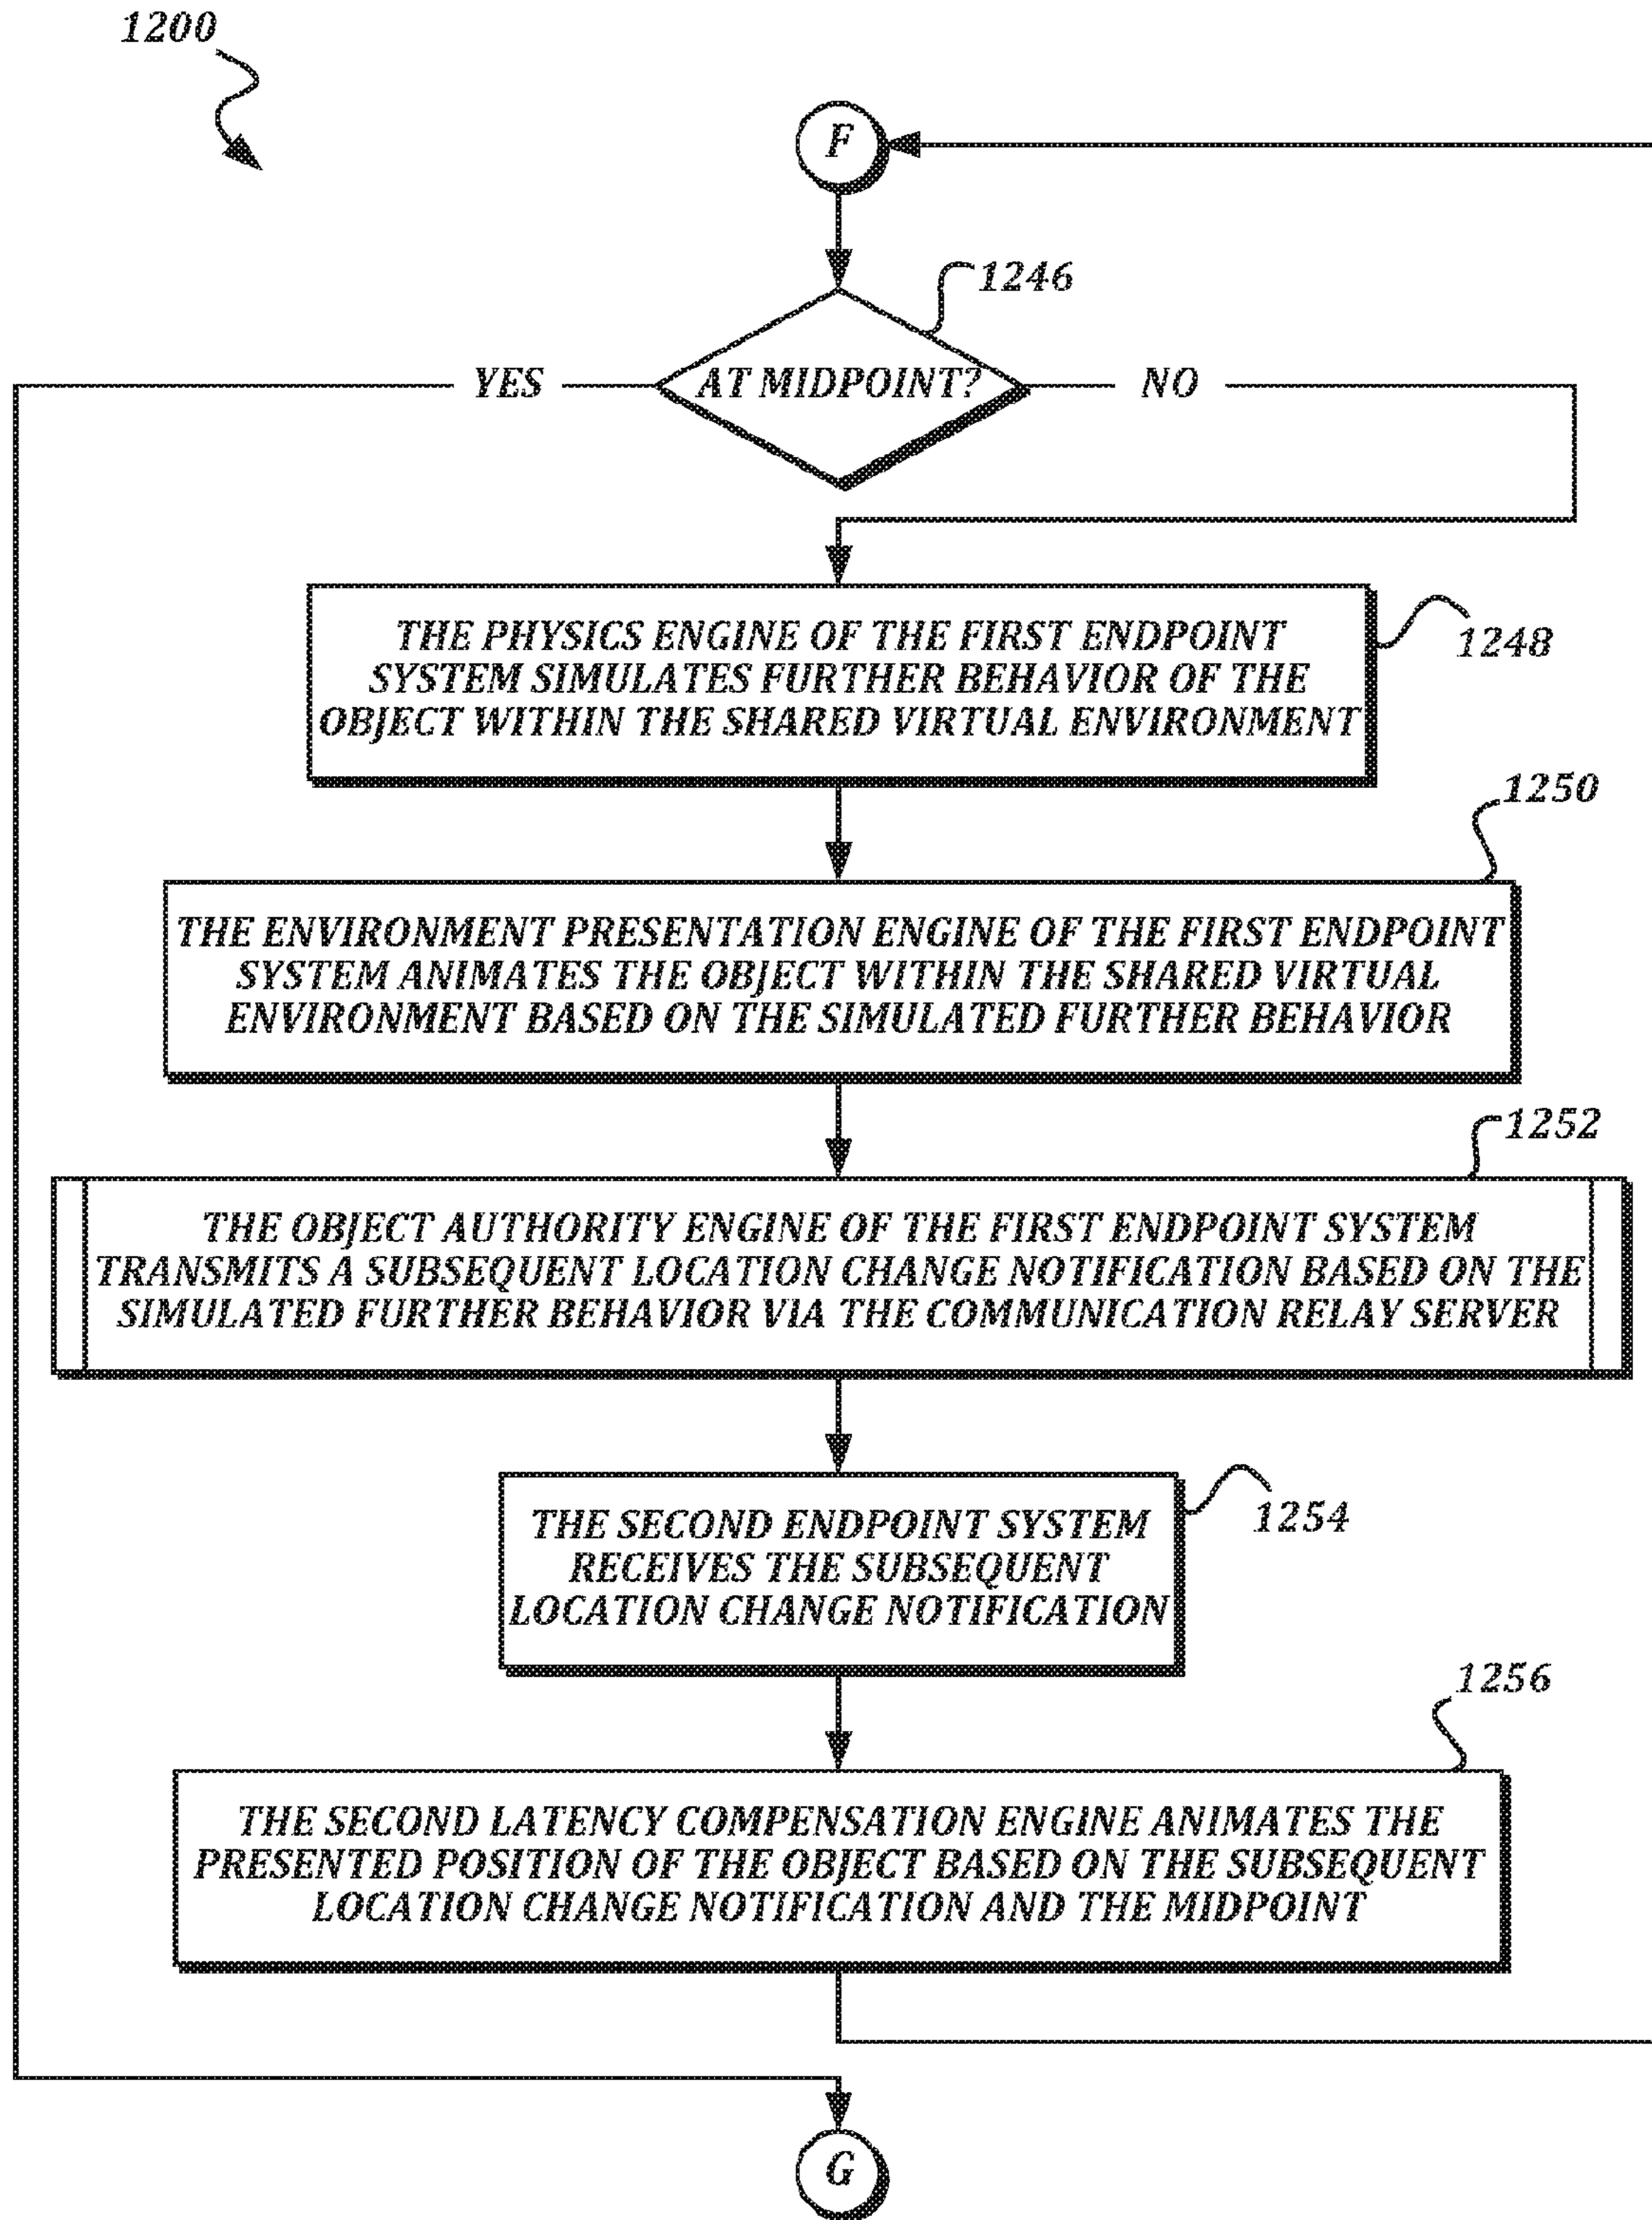 1200
F
1246
YES
AT MIDPOINT?
NO
THE PHYSICS ENGINE OF THE FIRST ENDPOINT
SYSTEM SIMULATES FURTHER BEHAVIOR OF THE
OBJECT WITHIN THE SHARED VIRTUAL ENVIRONMENT
1248
1250
THE ENVIRONMENT PRESENTATION ENGINE OF THE FIRST ENDPOINT
SYSTEM ANIMATES THE OBJECT WITHIN THE SHARED VIRTUAL
ENVIRONMENT BASED ON THE SIMULATED FURTHER BEHAVIOR
1252
THE OBJECT AUTHORITY ENGINE OF THE FIRST ENDPOINT SYSTEM
TRANSMITS A SUBSEQUENT LOCATION CHANGE NOTIFICATION BASED ON THE
SIMULATED FURTHER BEHAVIOR VIA THE COMMUNICATION RELAY SERVER
THE SECOND ENDPOINT SYSTEM
RECEIVES THE SUBSEQUENT
LOCATION CHANGE NOTIFICATION
1254
1256
THE SECOND LATENCY COMPENSATION ENGINE ANIMATES THE
PRESENTED POSITION OF THE OBJECT BASED ON THE SUBSEQUENT
LOCATION CHANGE NOTIFICATION AND THE MIDPOINT
G